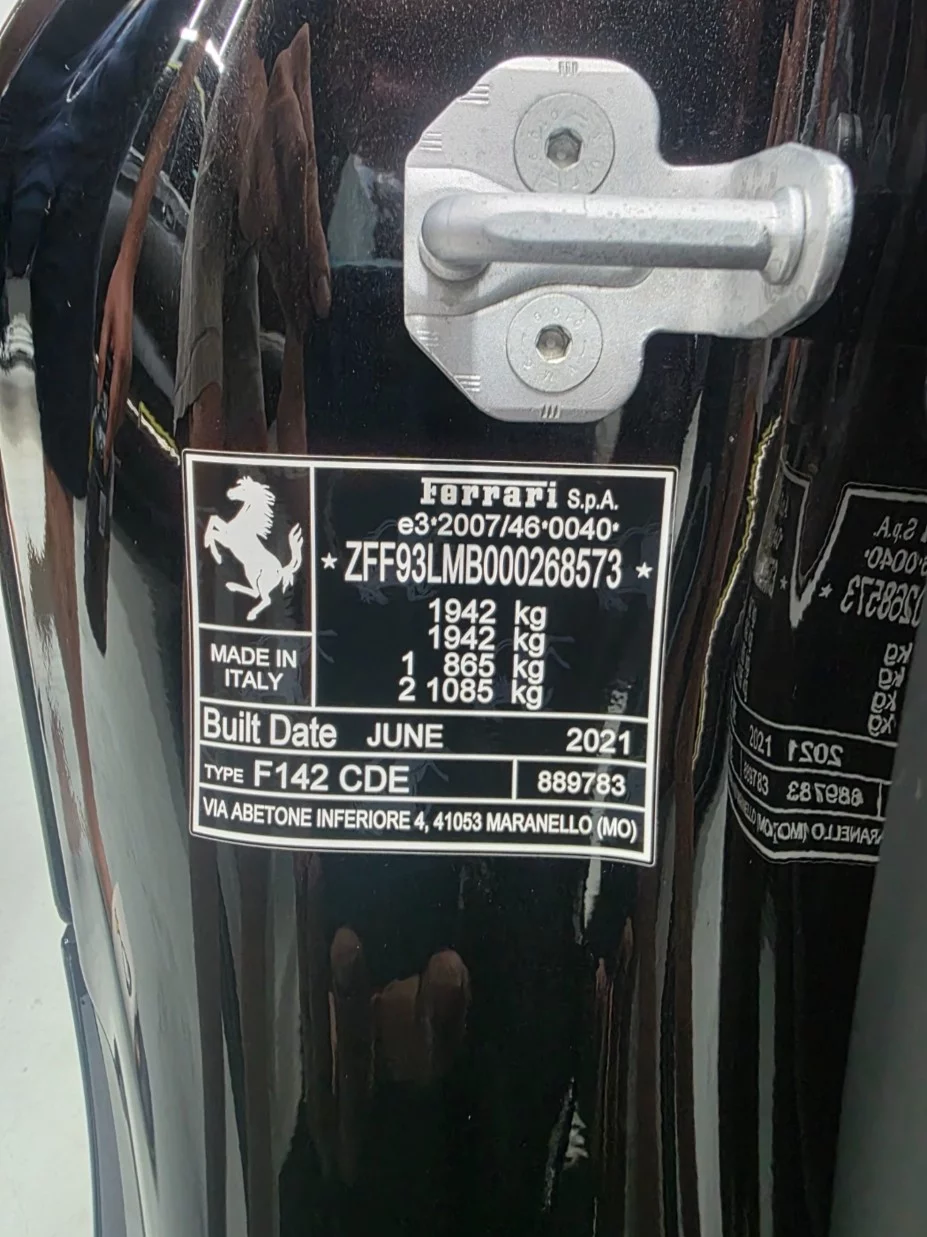 Ferrari S.p.A.
e3*2007/46*0040*
* ZFF93LMB000268573 *
1942 kg
1942 kg
1 865 kg
2 1085 kg
MADE IN
ITALY
Built Date JUNE 2021
TYPE F142 CDE 889783
VIA ABETONE INFERIORE 4, 41053 MARANELLO (MO)